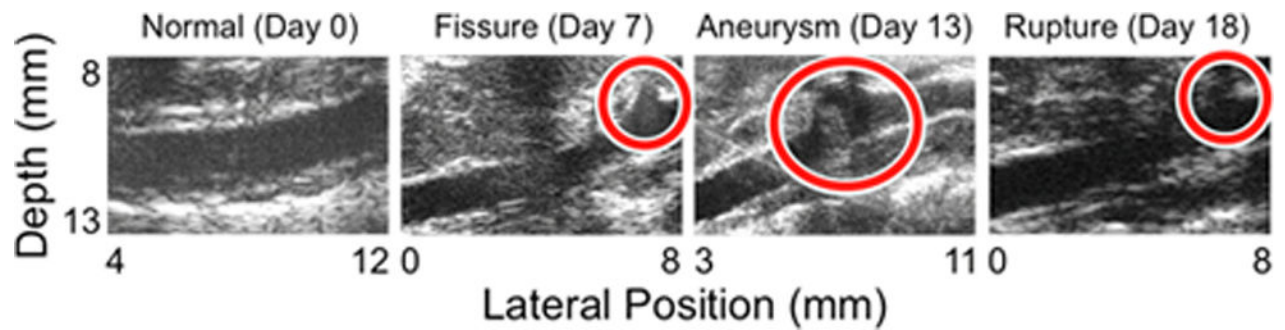 Normal (Day 0) Fissure (Day 7) Aneurysm (Day 13) Rupture (Day 18)
Depth (mm)
8
13
4 12 0 8 3 11 0 8
Lateral Position (mm)